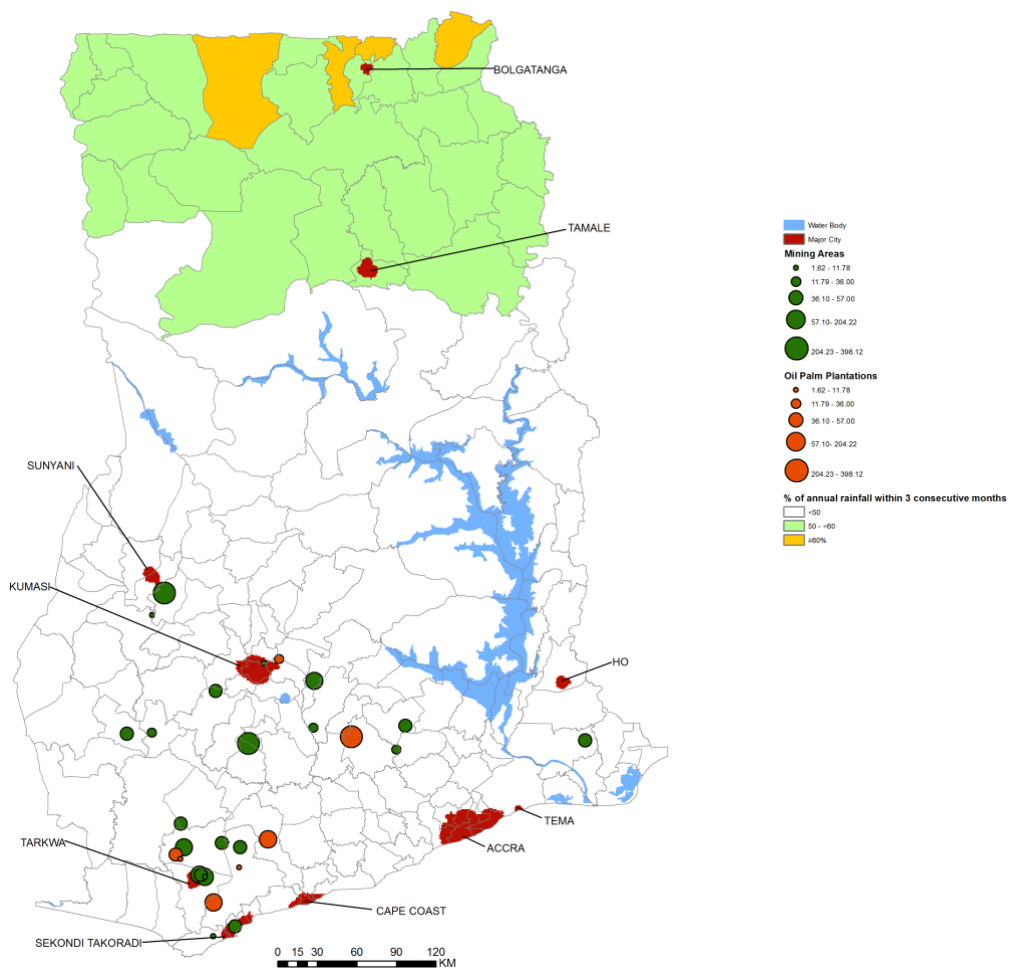 BOLGATANGA
TAMALE
Water Body
Major City
Mining Areas
1.62 - 11.78
11.79 - 36.00
36.10 - 57.00
57.10- 204.22
204.23 - 398.12
Oil Palm Plantations
1.62 - 11.78
11.79 - 36.00
36.10 - 57.00
57.10- 204.22
204.23 - 398.12
% of annual rainfall within 3 consecutive months
<50
50 - <60
≥60%
SUNYANI
KUMASI
HO
TEMA
TARKWA
ACCRA
CAPE COAST
SEKONDI TAKORADI
0 15 30 60 90 120
KM